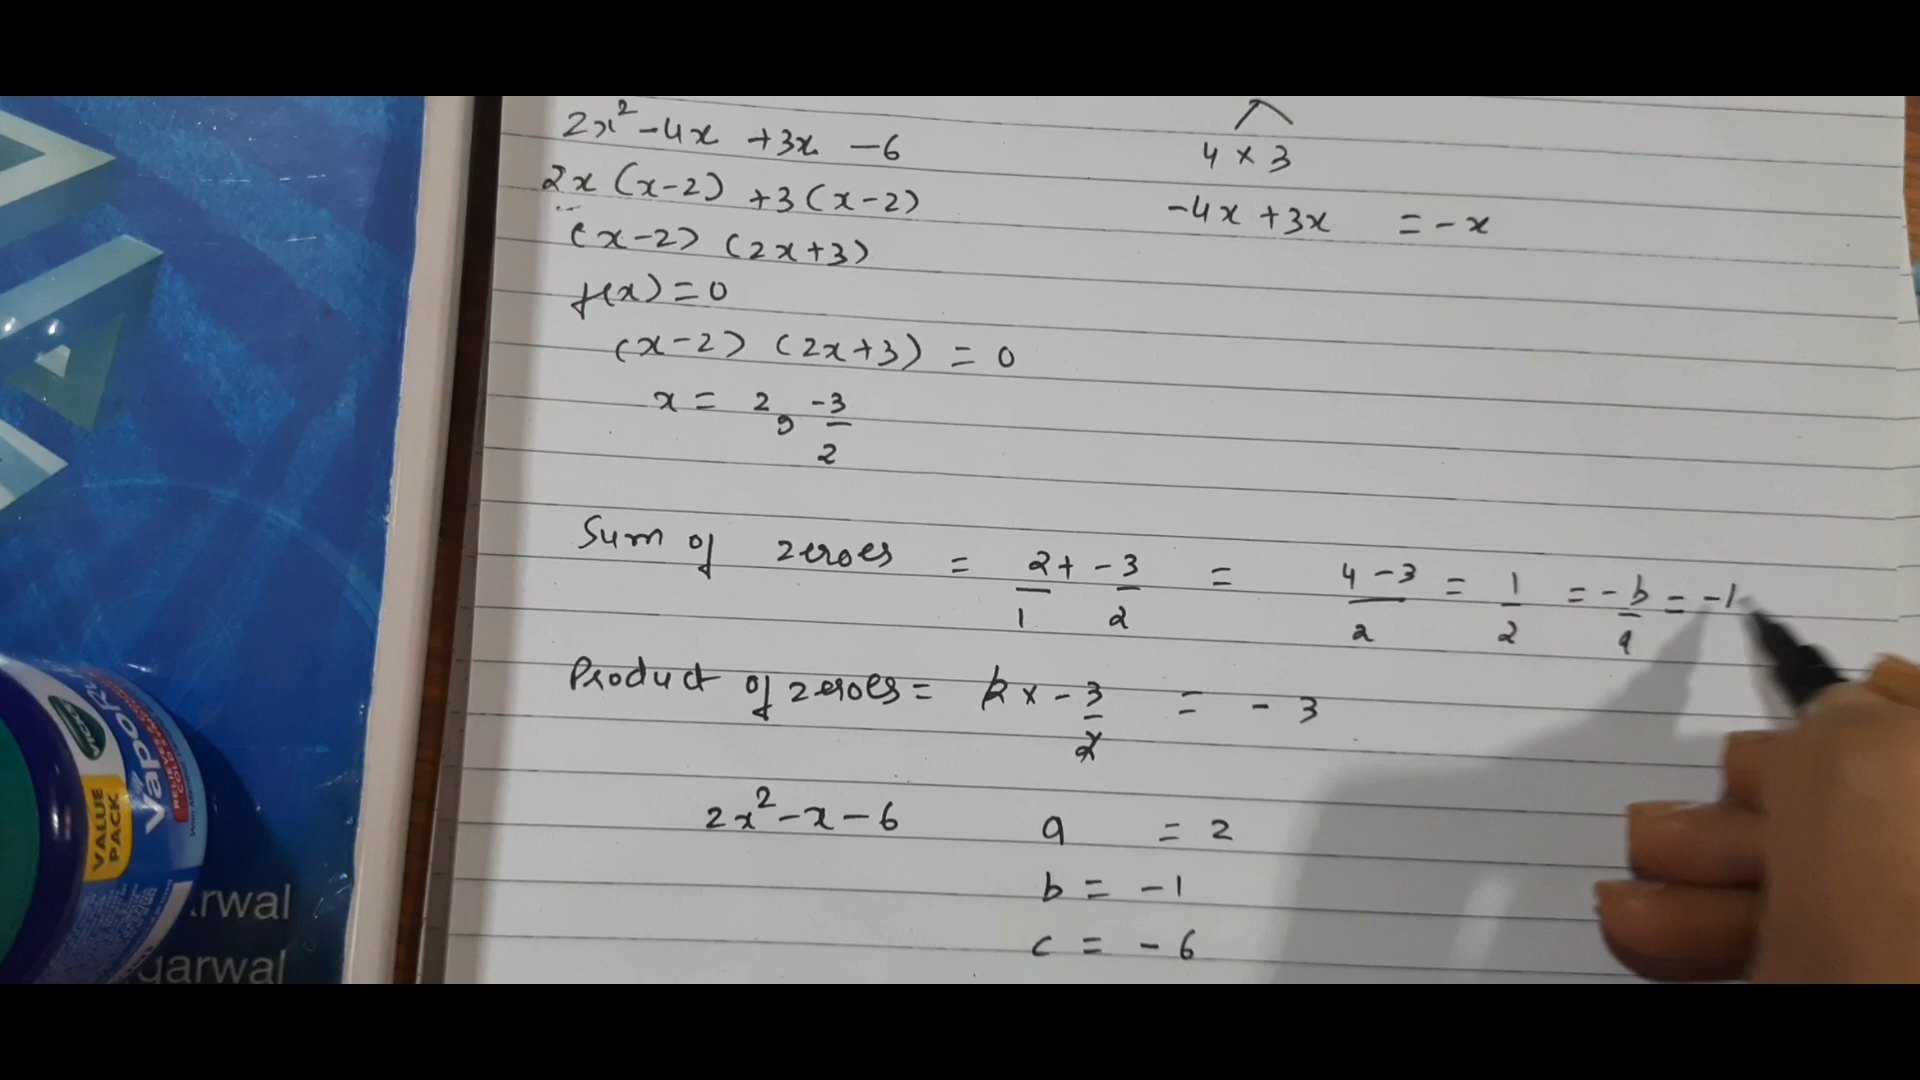 2x² - 4x + 3x - 6
4 × 3
2x (x-2) + 3 (x-2)
-4x + 3x = -x
(x-2) (2x+3)
f(x) = 0
(x-2) (2x+3) = 0
x = 2, -3/2
Sum of zeroes = 2/1 + -3/2 = 4-3/2 = 1/2 = -b/a = -1
Product of zeroes = 2 × -3/2 = -3
2x² - x - 6
a = 2
b = -1
c = -6
VICKS
VapoRu
VALUE PACK
rwal
garwal